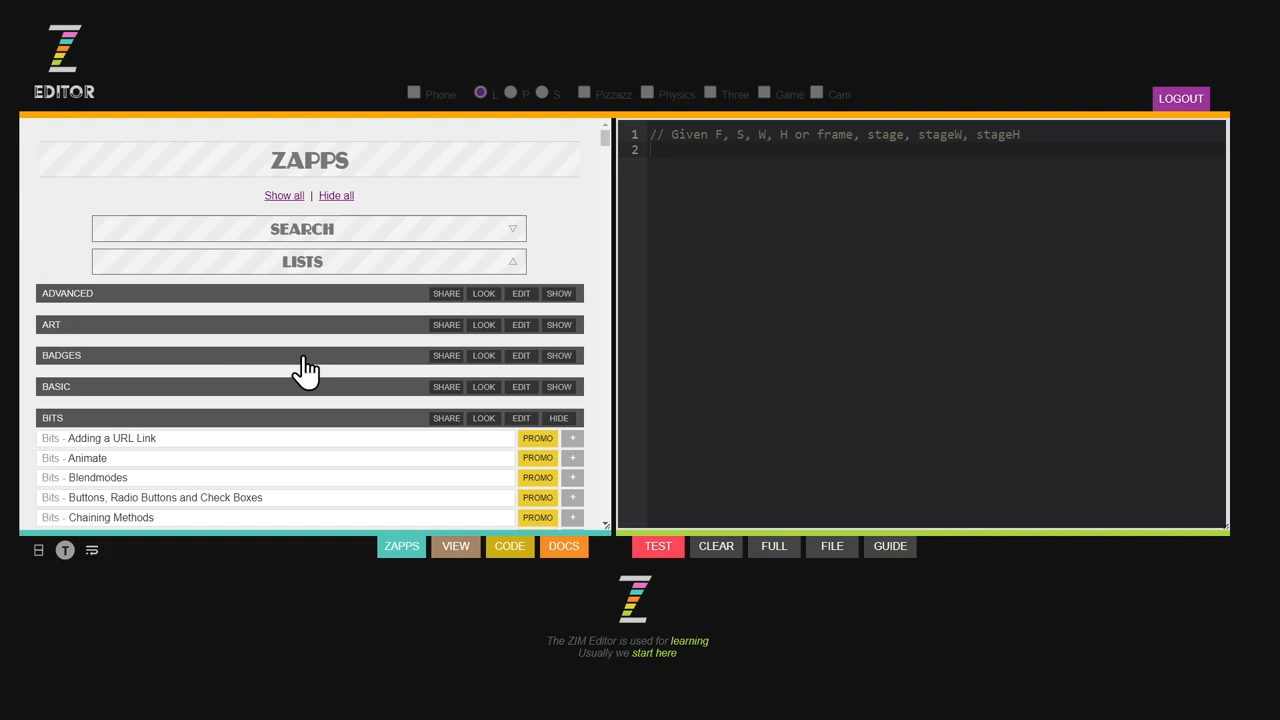 EDITOR
Phone L P S Pizzazz Physics Three Game Cam
LOGOUT
ZAPPS
Show all | Hide all
SEARCH
LISTS
ADVANCED SHARE LOOK EDIT SHOW
ART SHARE LOOK EDIT SHOW
BADGES SHARE LOOK EDIT SHOW
BASIC SHARE LOOK EDIT SHOW
BITS SHARE LOOK EDIT HIDE
Bits - Adding a URL Link PROMO +
Bits - Animate PROMO +
Bits - Blendmodes PROMO +
Bits - Buttons, Radio Buttons and Check Boxes PROMO +
Bits - Chaining Methods PROMO +
1 // Given F, S, W, H or frame, stage, stageW, stageH
2
T
ZAPPS VIEW CODE DOCS
TEST CLEAR FULL FILE GUIDE
The ZIM Editor is used for learning
Usually we start here